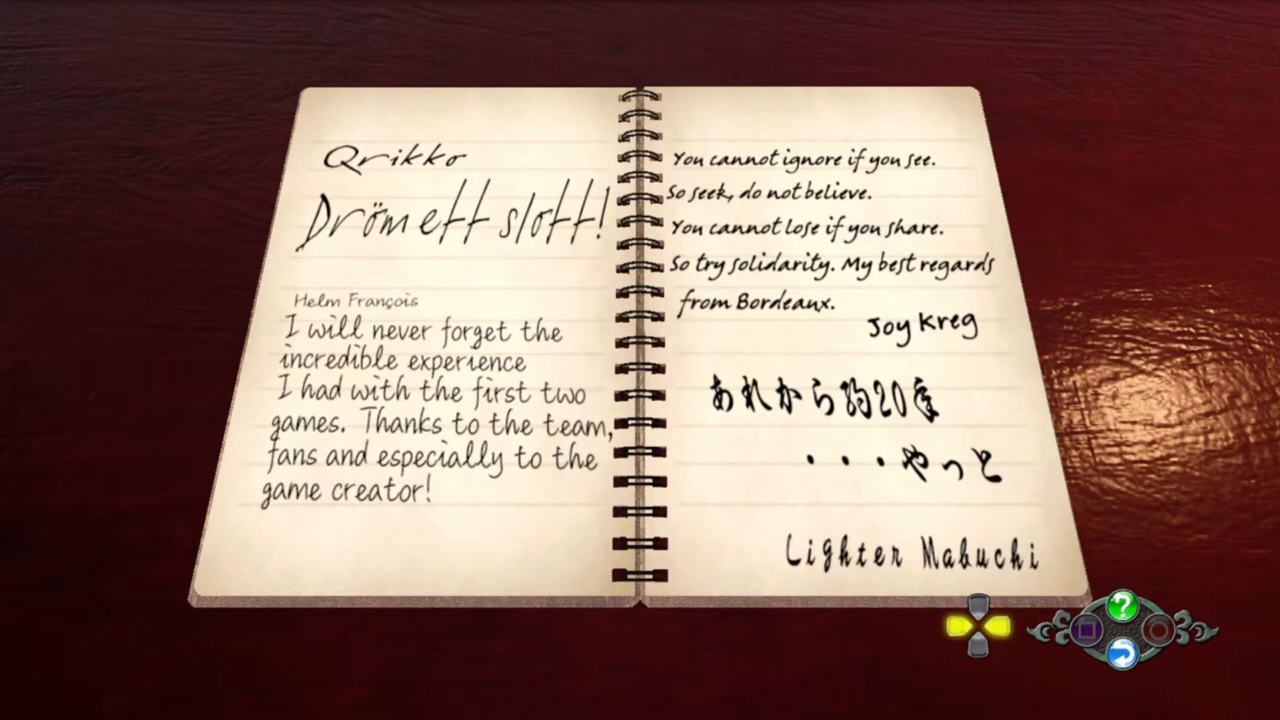 Qrikko
Drömett slott!
Helm François
I will never forget the
incredible experience
I had with the first two
games. Thanks to the team,
fans and especially to the
game creator!
You cannot ignore if you see.
So seek, do not believe.
You cannot lose if you share.
So try solidarity. My best regards
from Bordeaux.
Joy Kreg
あれから約20年
・・・やっと
Lighter Mabuchi
?